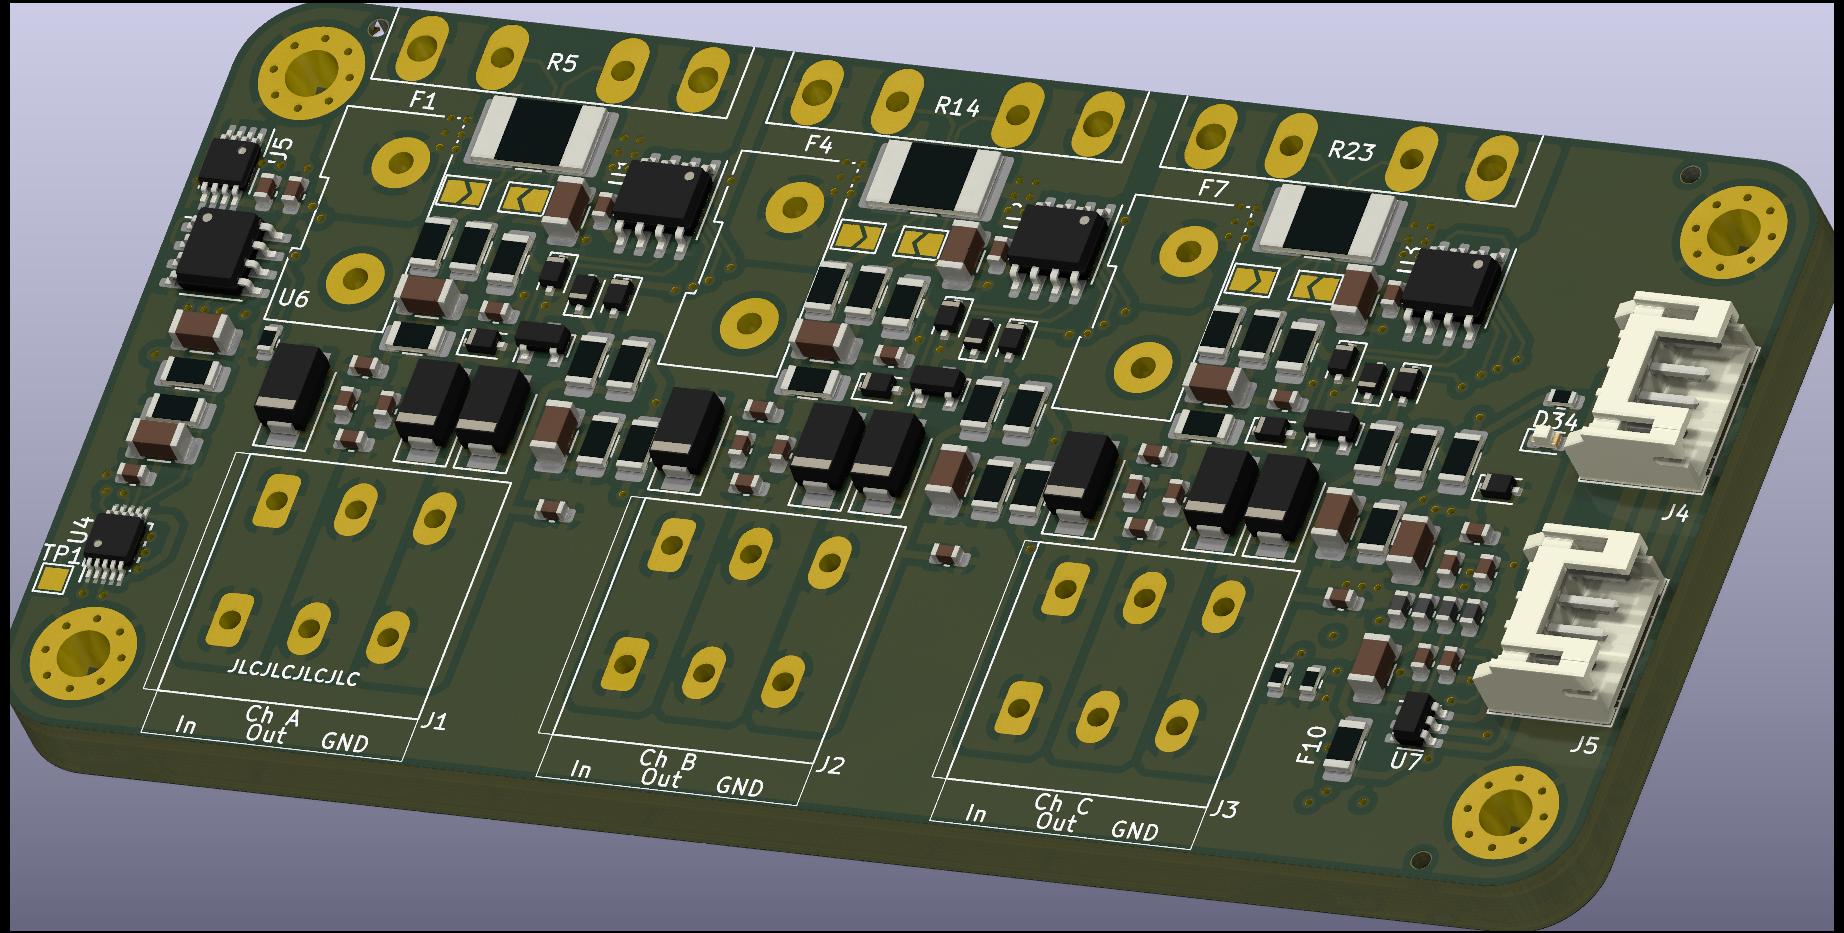 R5
R14
R23
F1
F4
F7
U5
U6
U4
TP1
D34
J4
J5
JLCJLCJLCJLC
Ch A
In Out GND
J1
Ch B
In Out GND
J2
Ch C
In Out GND
J3
F10
U7